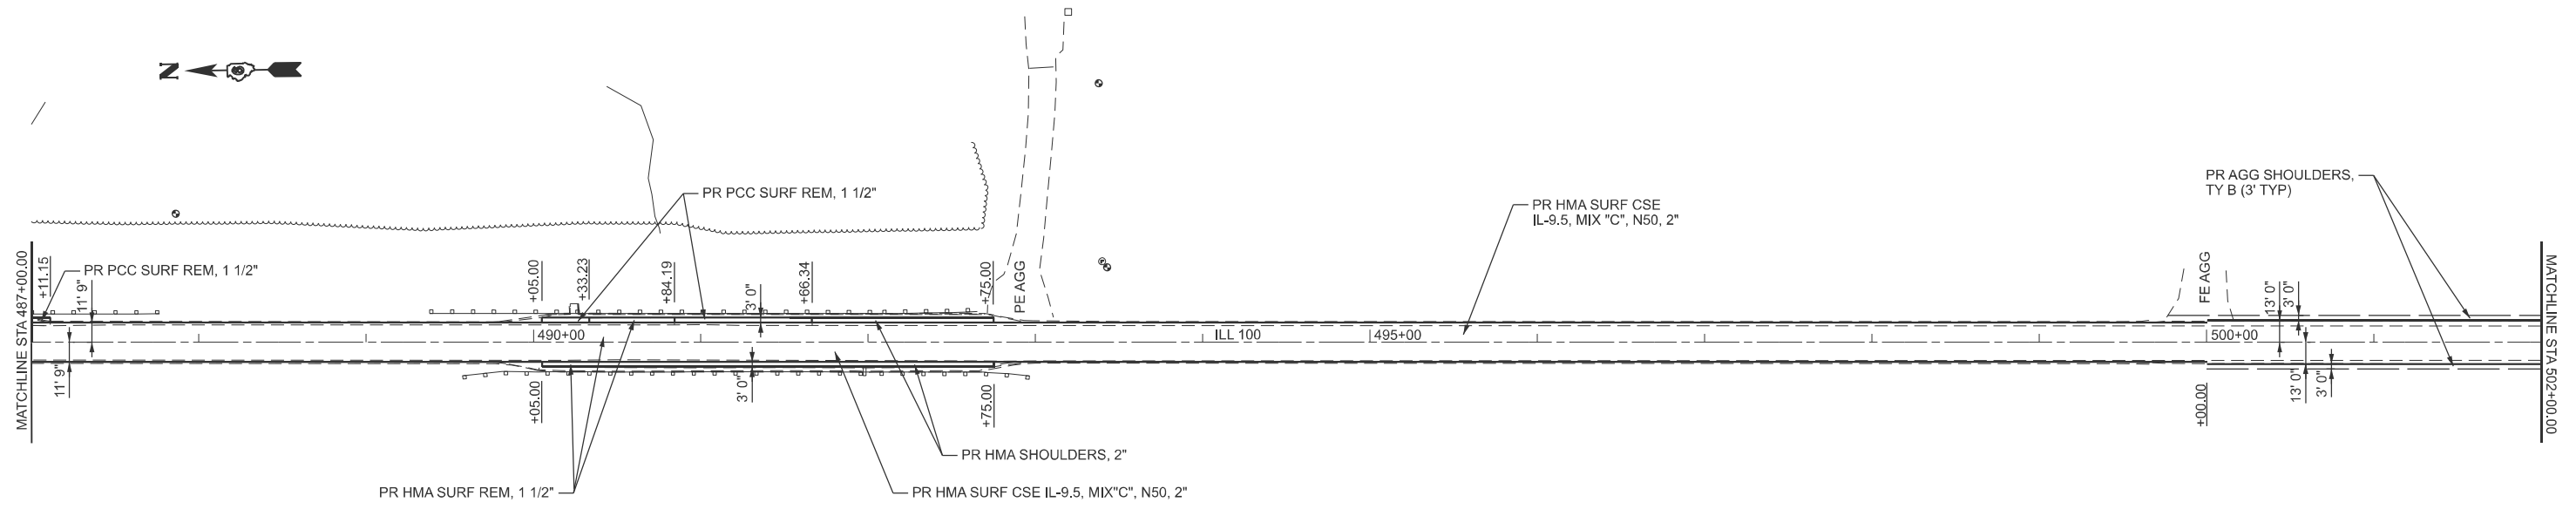 N
PR PCC SURF REM, 1 1/2"
PR AGG SHOULDERS,
TY B (3' TYP)
PR HMA SURF CSE
IL-9.5, MIX "C", N50, 2"
PR PCC SURF REM, 1 1/2"
MATCHLINE STA 487+00.00
+11.15
11' 9"
11' 9"
+05.00
+33.23
+84.19
3' 0"
+66.34
+75.00
PE AGG
FE AGG
13' 0"
3' 0"
MATCHLINE STA 502+00.00
490+00
ILL 100
495+00
500+00
+05.00
3' 0"
+75.00
+00.00
13' 0"
3' 0"
PR HMA SHOULDERS, 2"
PR HMA SURF REM, 1 1/2"
PR HMA SURF CSE IL-9.5, MIX"C", N50, 2"